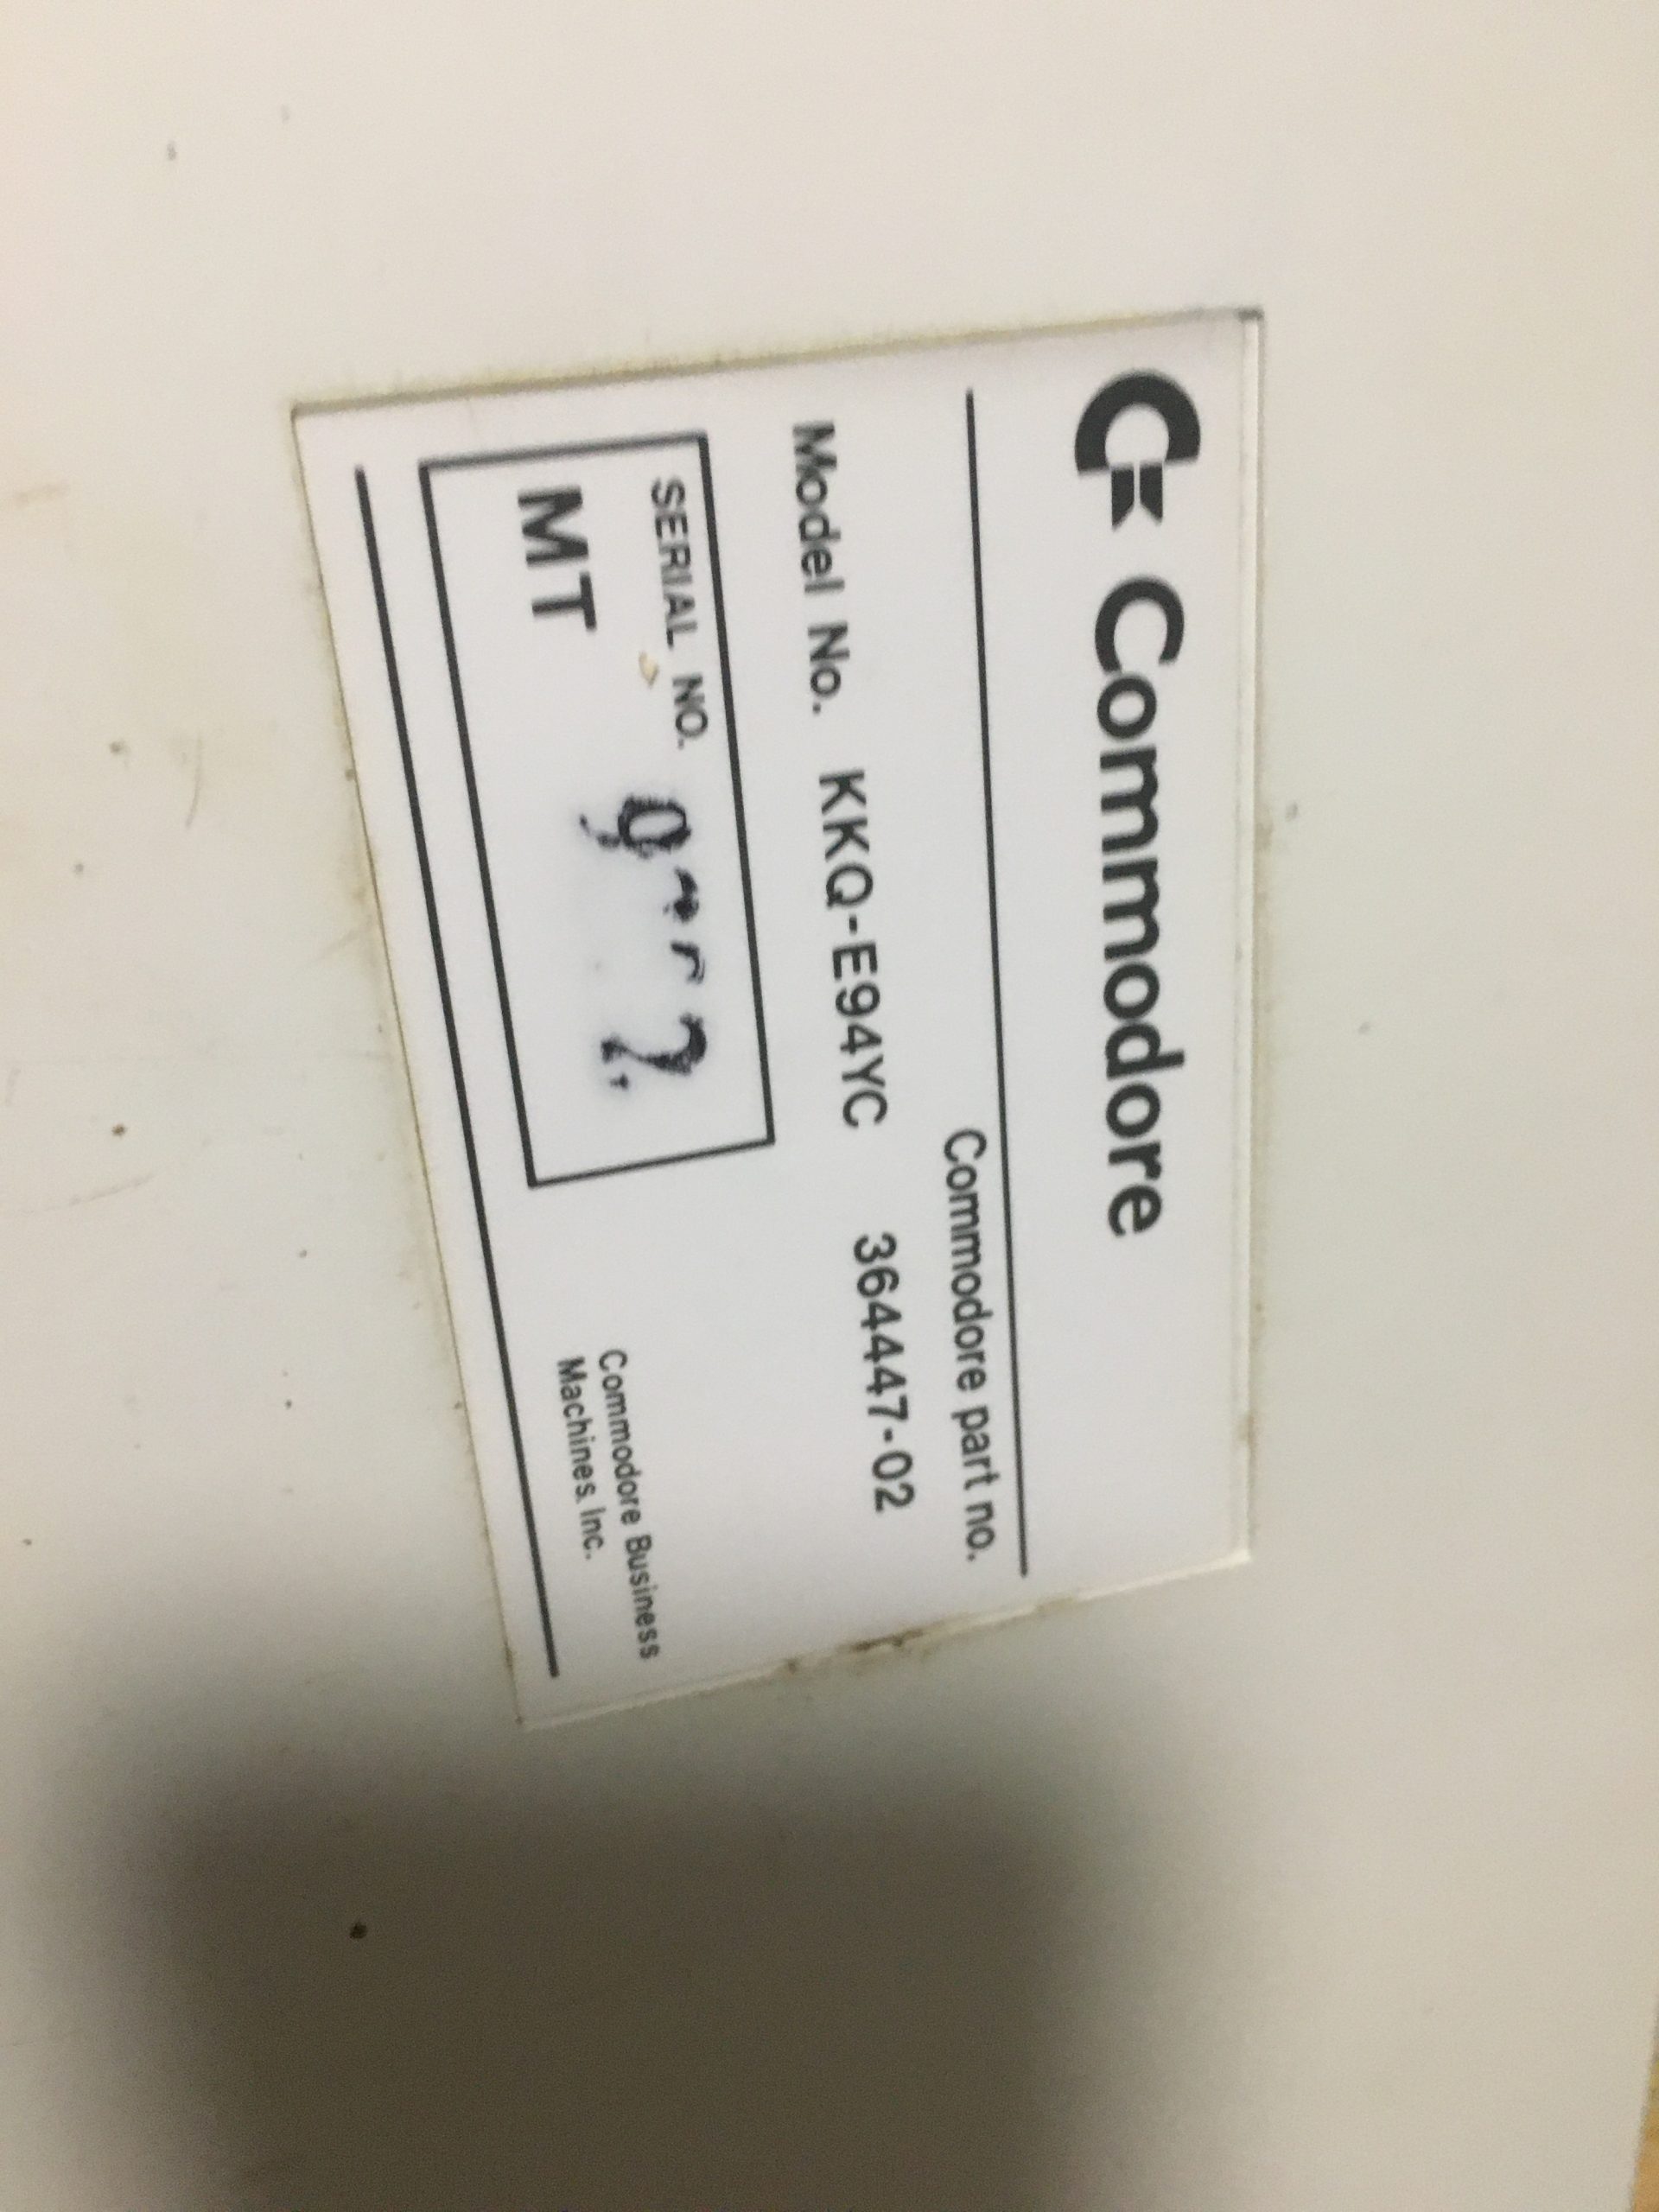 Commodore
Commodore part no.
Model No. KKQ-E94YC 364447-02
SERIAL NO.
MT
Commodore Business
Machines, Inc.